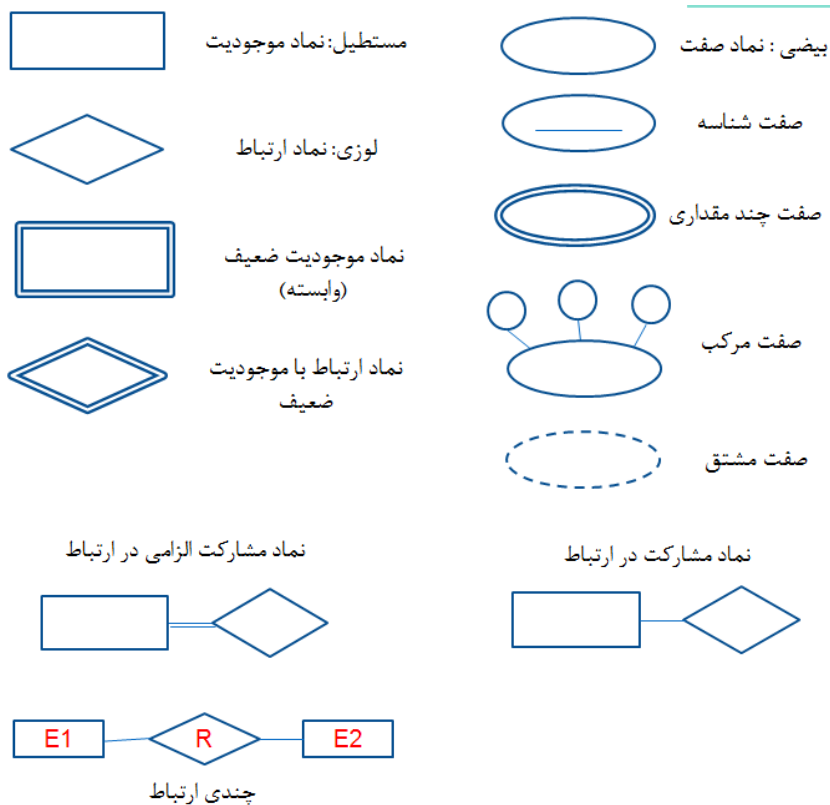 بیضی : نماد صفت
صفت شناسه
صفت چند مقداری
صفت مرکب
صفت مشتق
مستطیل: نماد موجودیت
لوزی: نماد ارتباط
نماد موجودیت ضعیف
(وابسته)
نماد ارتباط با موجودیت
ضعیف
نماد مشارکت در ارتباط
نماد مشارکت الزامی در ارتباط
E1 R E2
چندی ارتباط